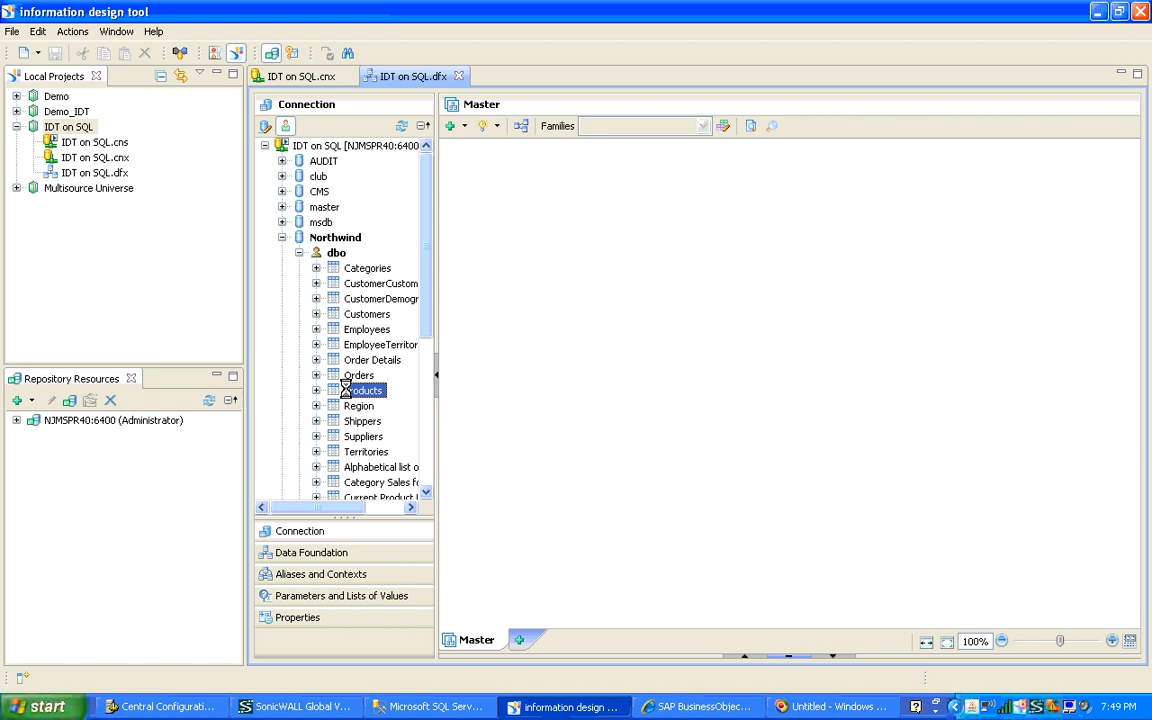 information design tool
File Edit Actions Window Help
Local Projects
Demo
Demo_IDT
IDT on SQL
IDT on SQL.cns
IDT on SQL.cnx
IDT on SQL.dfx
Multisource Universe
Repository Resources
NJMSPR40:6400 (Administrator)
IDT on SQL.cnx IDT on SQL.dfx
Connection
IDT on SQL [NJMSPR40:6400
AUDIT
club
CMS
master
msdb
Northwind
dbo
Categories
CustomerCustom
CustomerDemogr
Customers
Employees
EmployeeTerritor
Order Details
Orders
oducts
Region
Shippers
Suppliers
Territories
Alphabetical list o
Category Sales fo
Current Product L
Connection
Data Foundation
Aliases and Contexts
Parameters and Lists of Values
Properties
Master
Families
Master
100%
start Central Configurati... SonicWALL Global V... Microsoft SQL Serv... information design ... SAP BusinessObjec... Untitled - Windows ... 7:49 PM